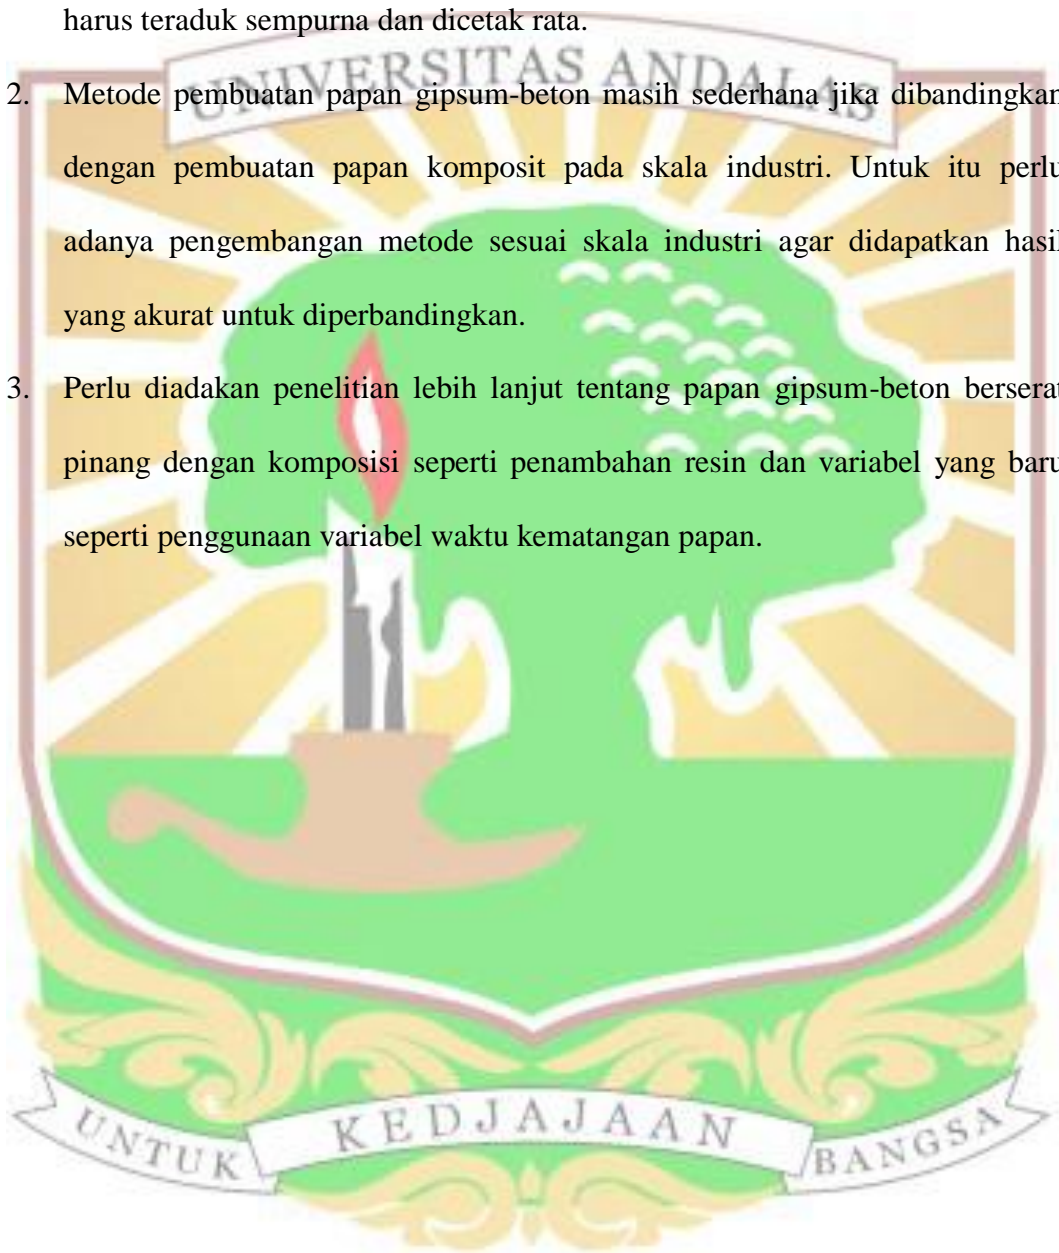 harus teraduk sempurna dan dicetak rata.
UNIVERSITAS ANDALAS
2. Metode pembuatan papan gipsum-beton masih sederhana jika dibandingkan
dengan pembuatan papan komposit pada skala industri. Untuk itu perlu
adanya pengembangan metode sesuai skala industri agar didapatkan hasil
yang akurat untuk diperbandingkan.
3. Perlu diadakan penelitian lebih lanjut tentang papan gipsum-beton berserat
pinang dengan komposisi seperti penambahan resin dan variabel yang baru
seperti penggunaan variabel waktu kematangan papan.
UNTUK KEDJAJAAN BANGSA